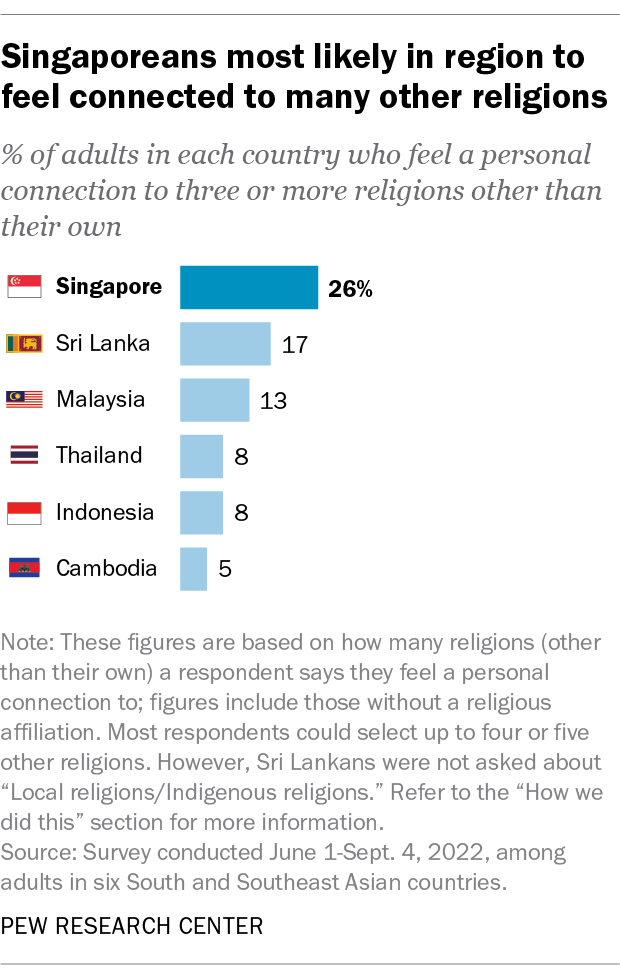 Singaporeans most likely in region to
feel connected to many other religions
% of adults in each country who feel a personal
connection to three or more religions other than
their own
Singapore 26%
Sri Lanka 17
Malaysia 13
Thailand 8
Indonesia 8
Cambodia 5
Note: These figures are based on how many religions (other
than their own) a respondent says they feel a personal
connection to; figures include those without a religious
affiliation. Most respondents could select up to four or five
other religions. However, Sri Lankans were not asked about
“Local religions/Indigenous religions.” Refer to the “How we
did this” section for more information.
Source: Survey conducted June 1-Sept. 4, 2022, among
adults in six South and Southeast Asian countries.
PEW RESEARCH CENTER